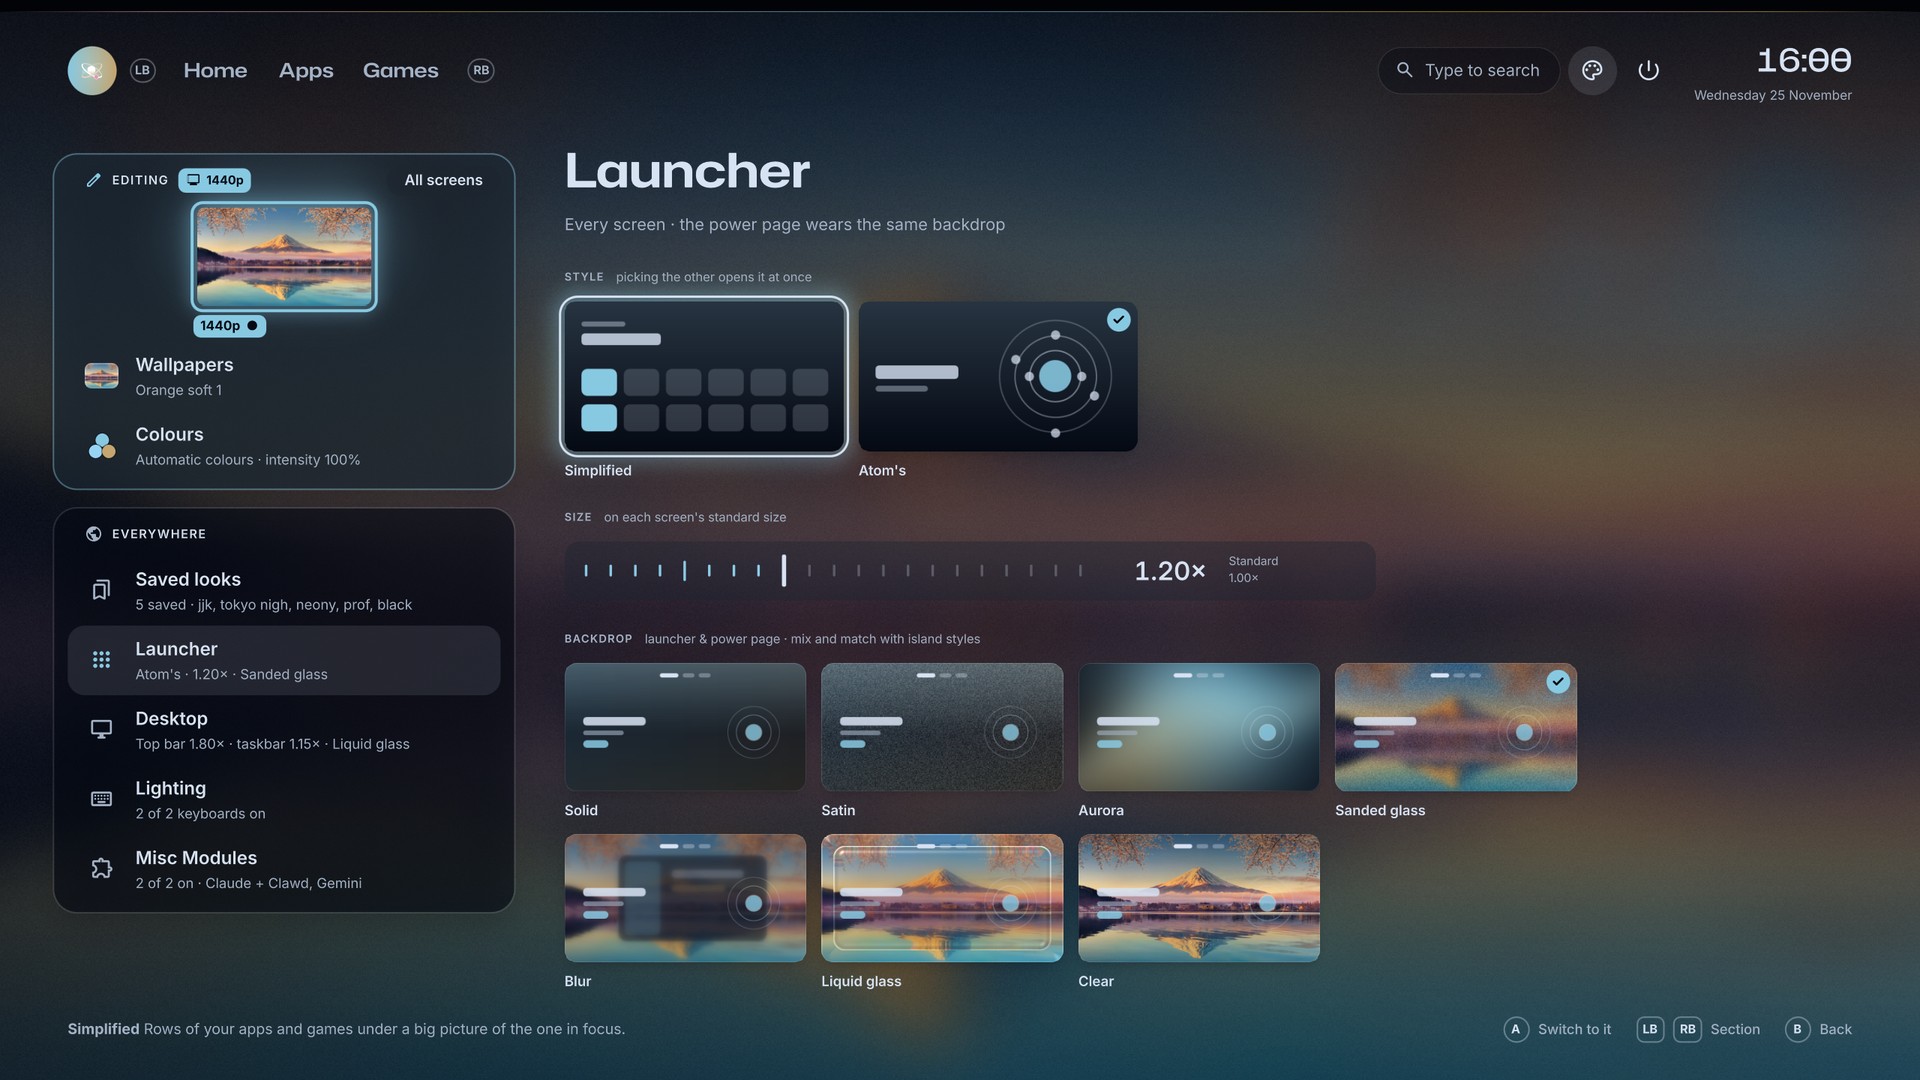 LB Home Apps Games RB
Type to search
16:00
Wednesday 25 November
EDITING 1440p All screens
1440p
Wallpapers
Orange soft 1
Colours
Automatic colours · intensity 100%
EVERYWHERE
Saved looks
5 saved · jjk, tokyo nigh, neony, prof, black
Launcher
Atom's · 1.20× · Sanded glass
Desktop
Top bar 1.80× · taskbar 1.15× · Liquid glass
Lighting
2 of 2 keyboards on
Misc Modules
2 of 2 on · Claude + Clawd, Gemini
Launcher
Every screen · the power page wears the same backdrop
STYLE picking the other opens it at once
Simplified
Atom's
SIZE on each screen's standard size
1.20×
Standard
1.00×
BACKDROP launcher & power page · mix and match with island styles
Solid
Satin
Aurora
Sanded glass
Blur
Liquid glass
Clear
Simplified Rows of your apps and games under a big picture of the one in focus.
A Switch to it LB RB Section B Back